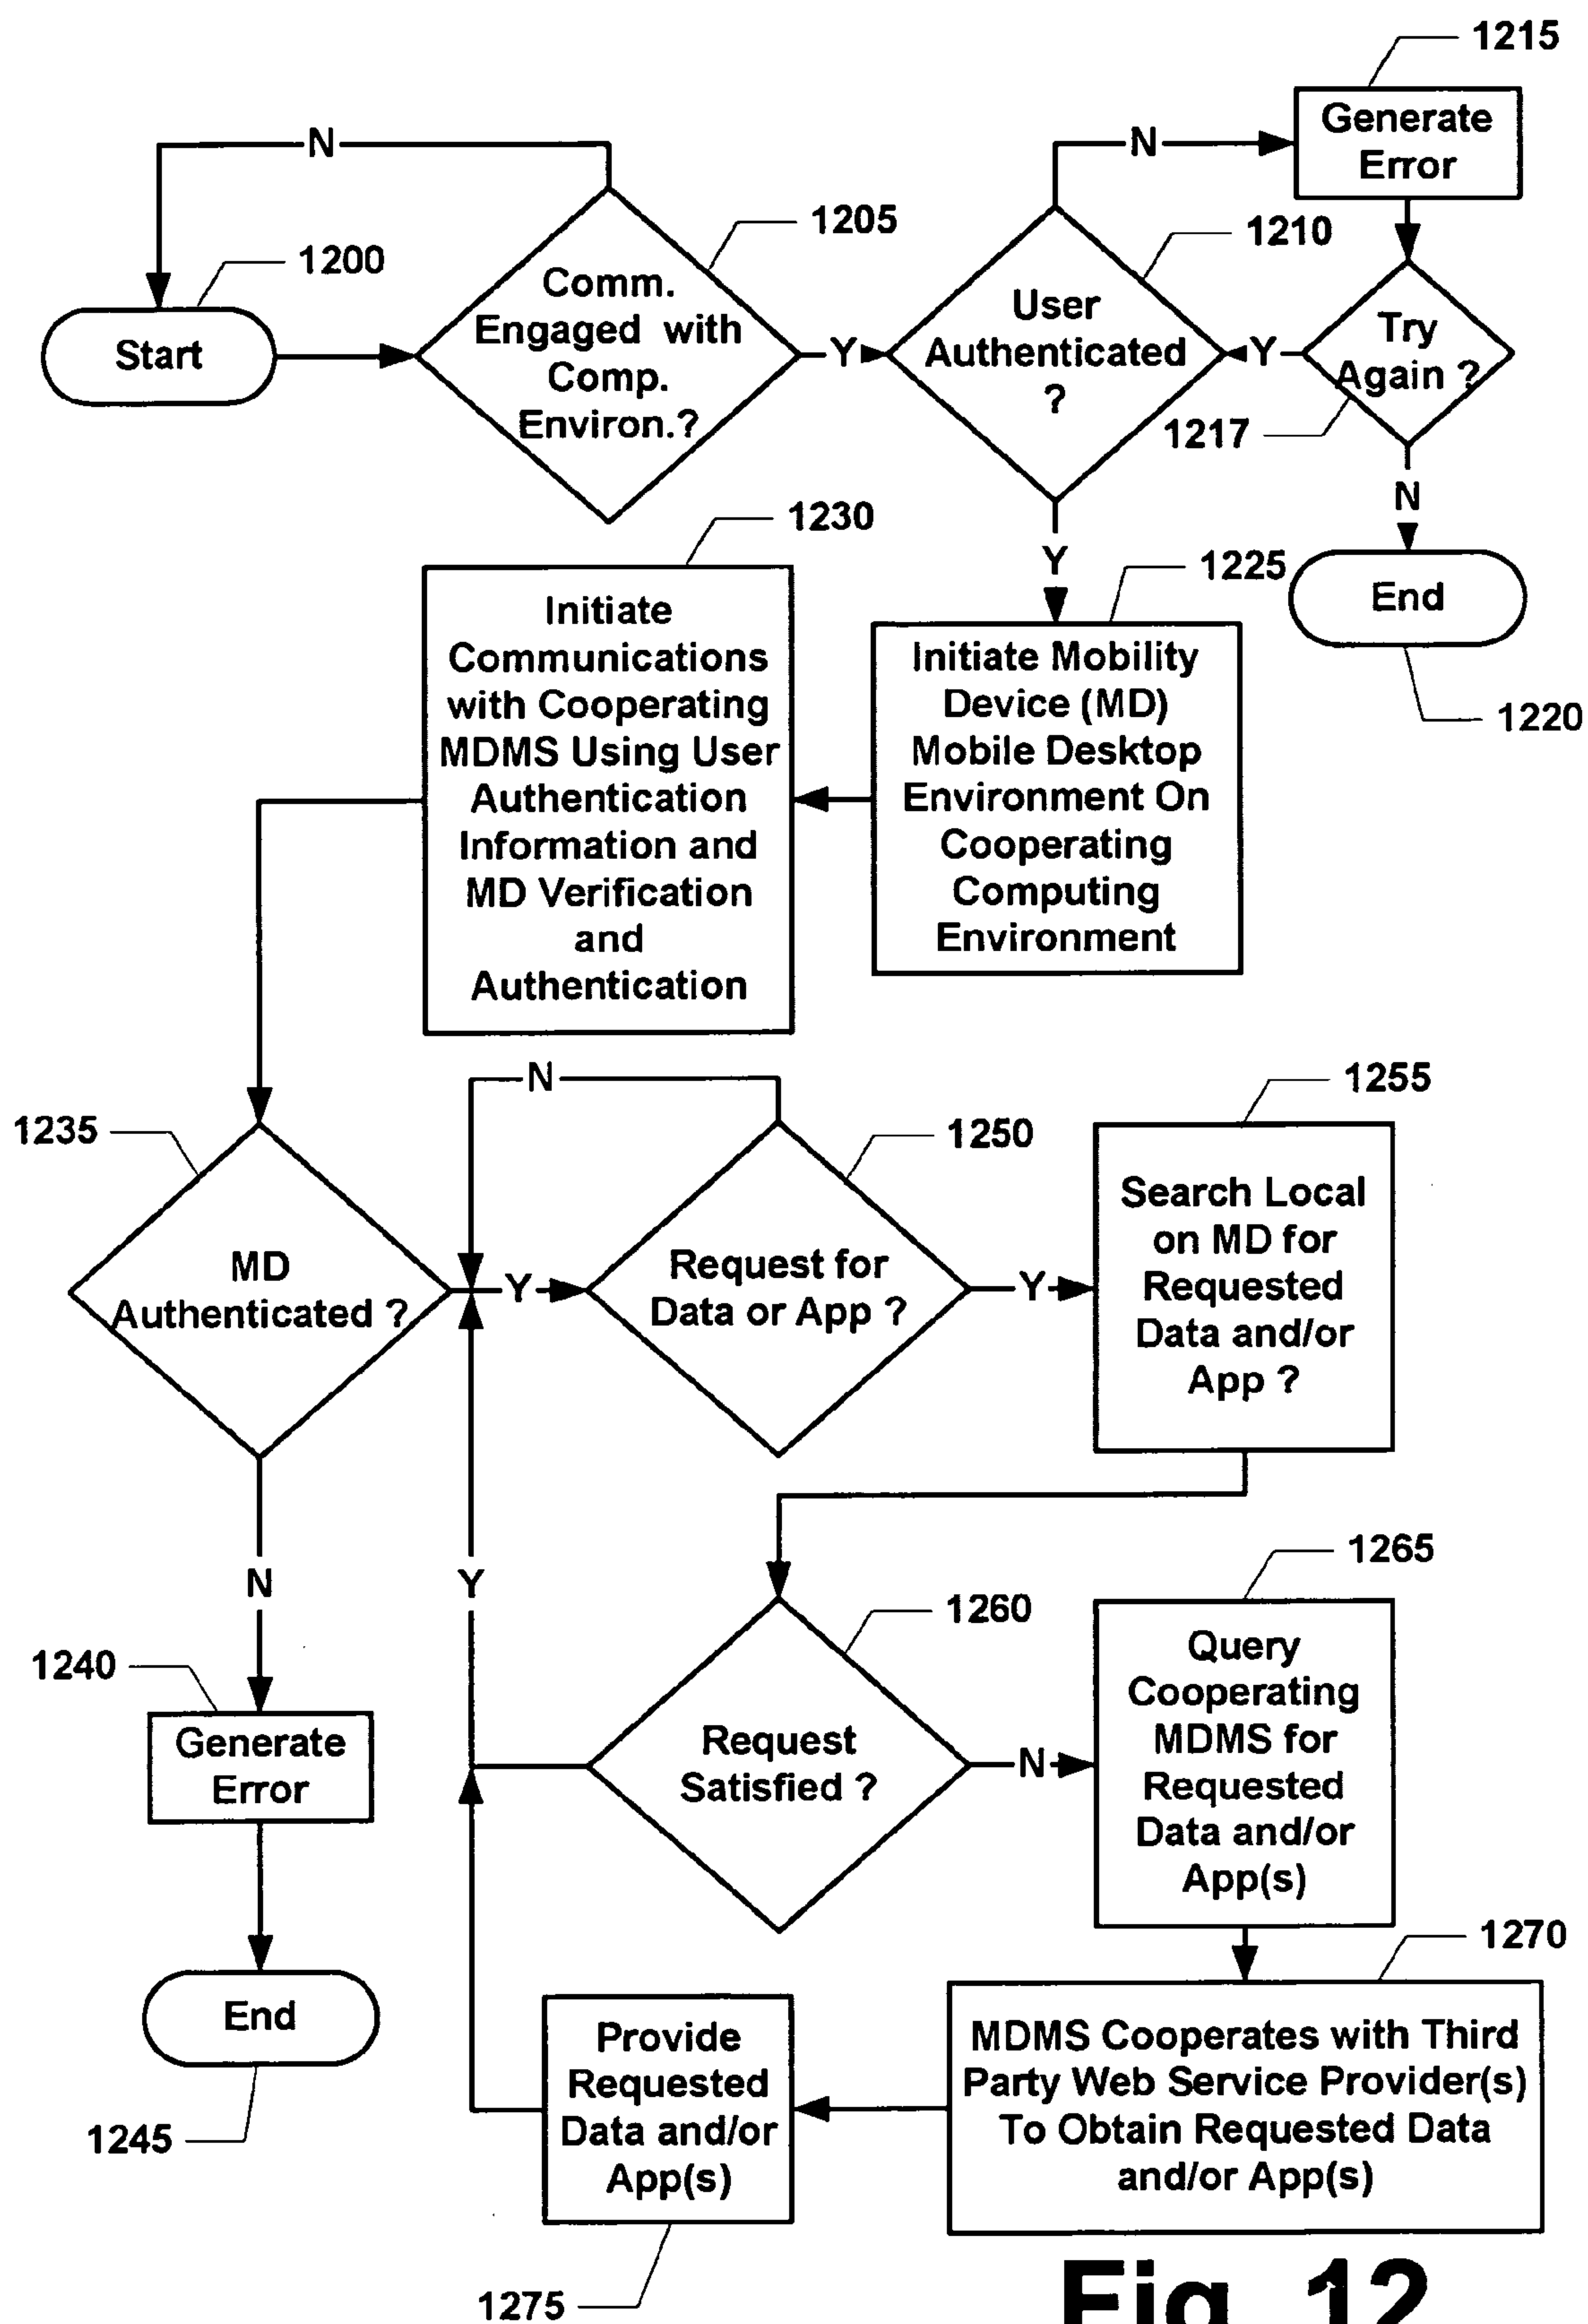 1215
Generate
Error
N
N
1205
1210
1200
Comm.
Engaged with
Comp.
Environ.?
User
Authenticated
?
Try
Again ?
Start
Y
Y
1217
N
1230
Y
1225
End
1220
Initiate
Communications
with Cooperating
MDMS Using User
Authentication
Information and
MD Verification
and
Authentication
Initiate Mobility
Device (MD)
Mobile Desktop
Environment On
Cooperating
Computing
Environment
N
1255
1235
1250
MD
Authenticated ?
Y
Request for
Data or App ?
Y
Search Local
on MD for
Requested
Data and/or
App ?
N
Y
1265
1260
1240
Generate
Error
Request
Satisfied ?
N
Query
Cooperating
MDMS for
Requested
Data and/or
App(s)
1270
End
1245
Provide
Requested
Data and/or
App(s)
MDMS Cooperates with Third
Party Web Service Provider(s)
To Obtain Requested Data
and/or App(s)
1275
Fig. 12